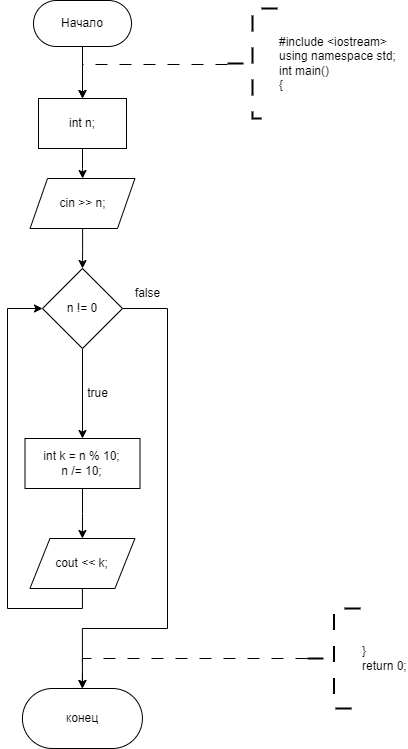 Начало
#include <iostream>
using namespace std;
int main()
{
int n;
cin >> n;
n != 0
false
true
int k = n % 10;
n /= 10;
cout << k;
}
return 0;
конец